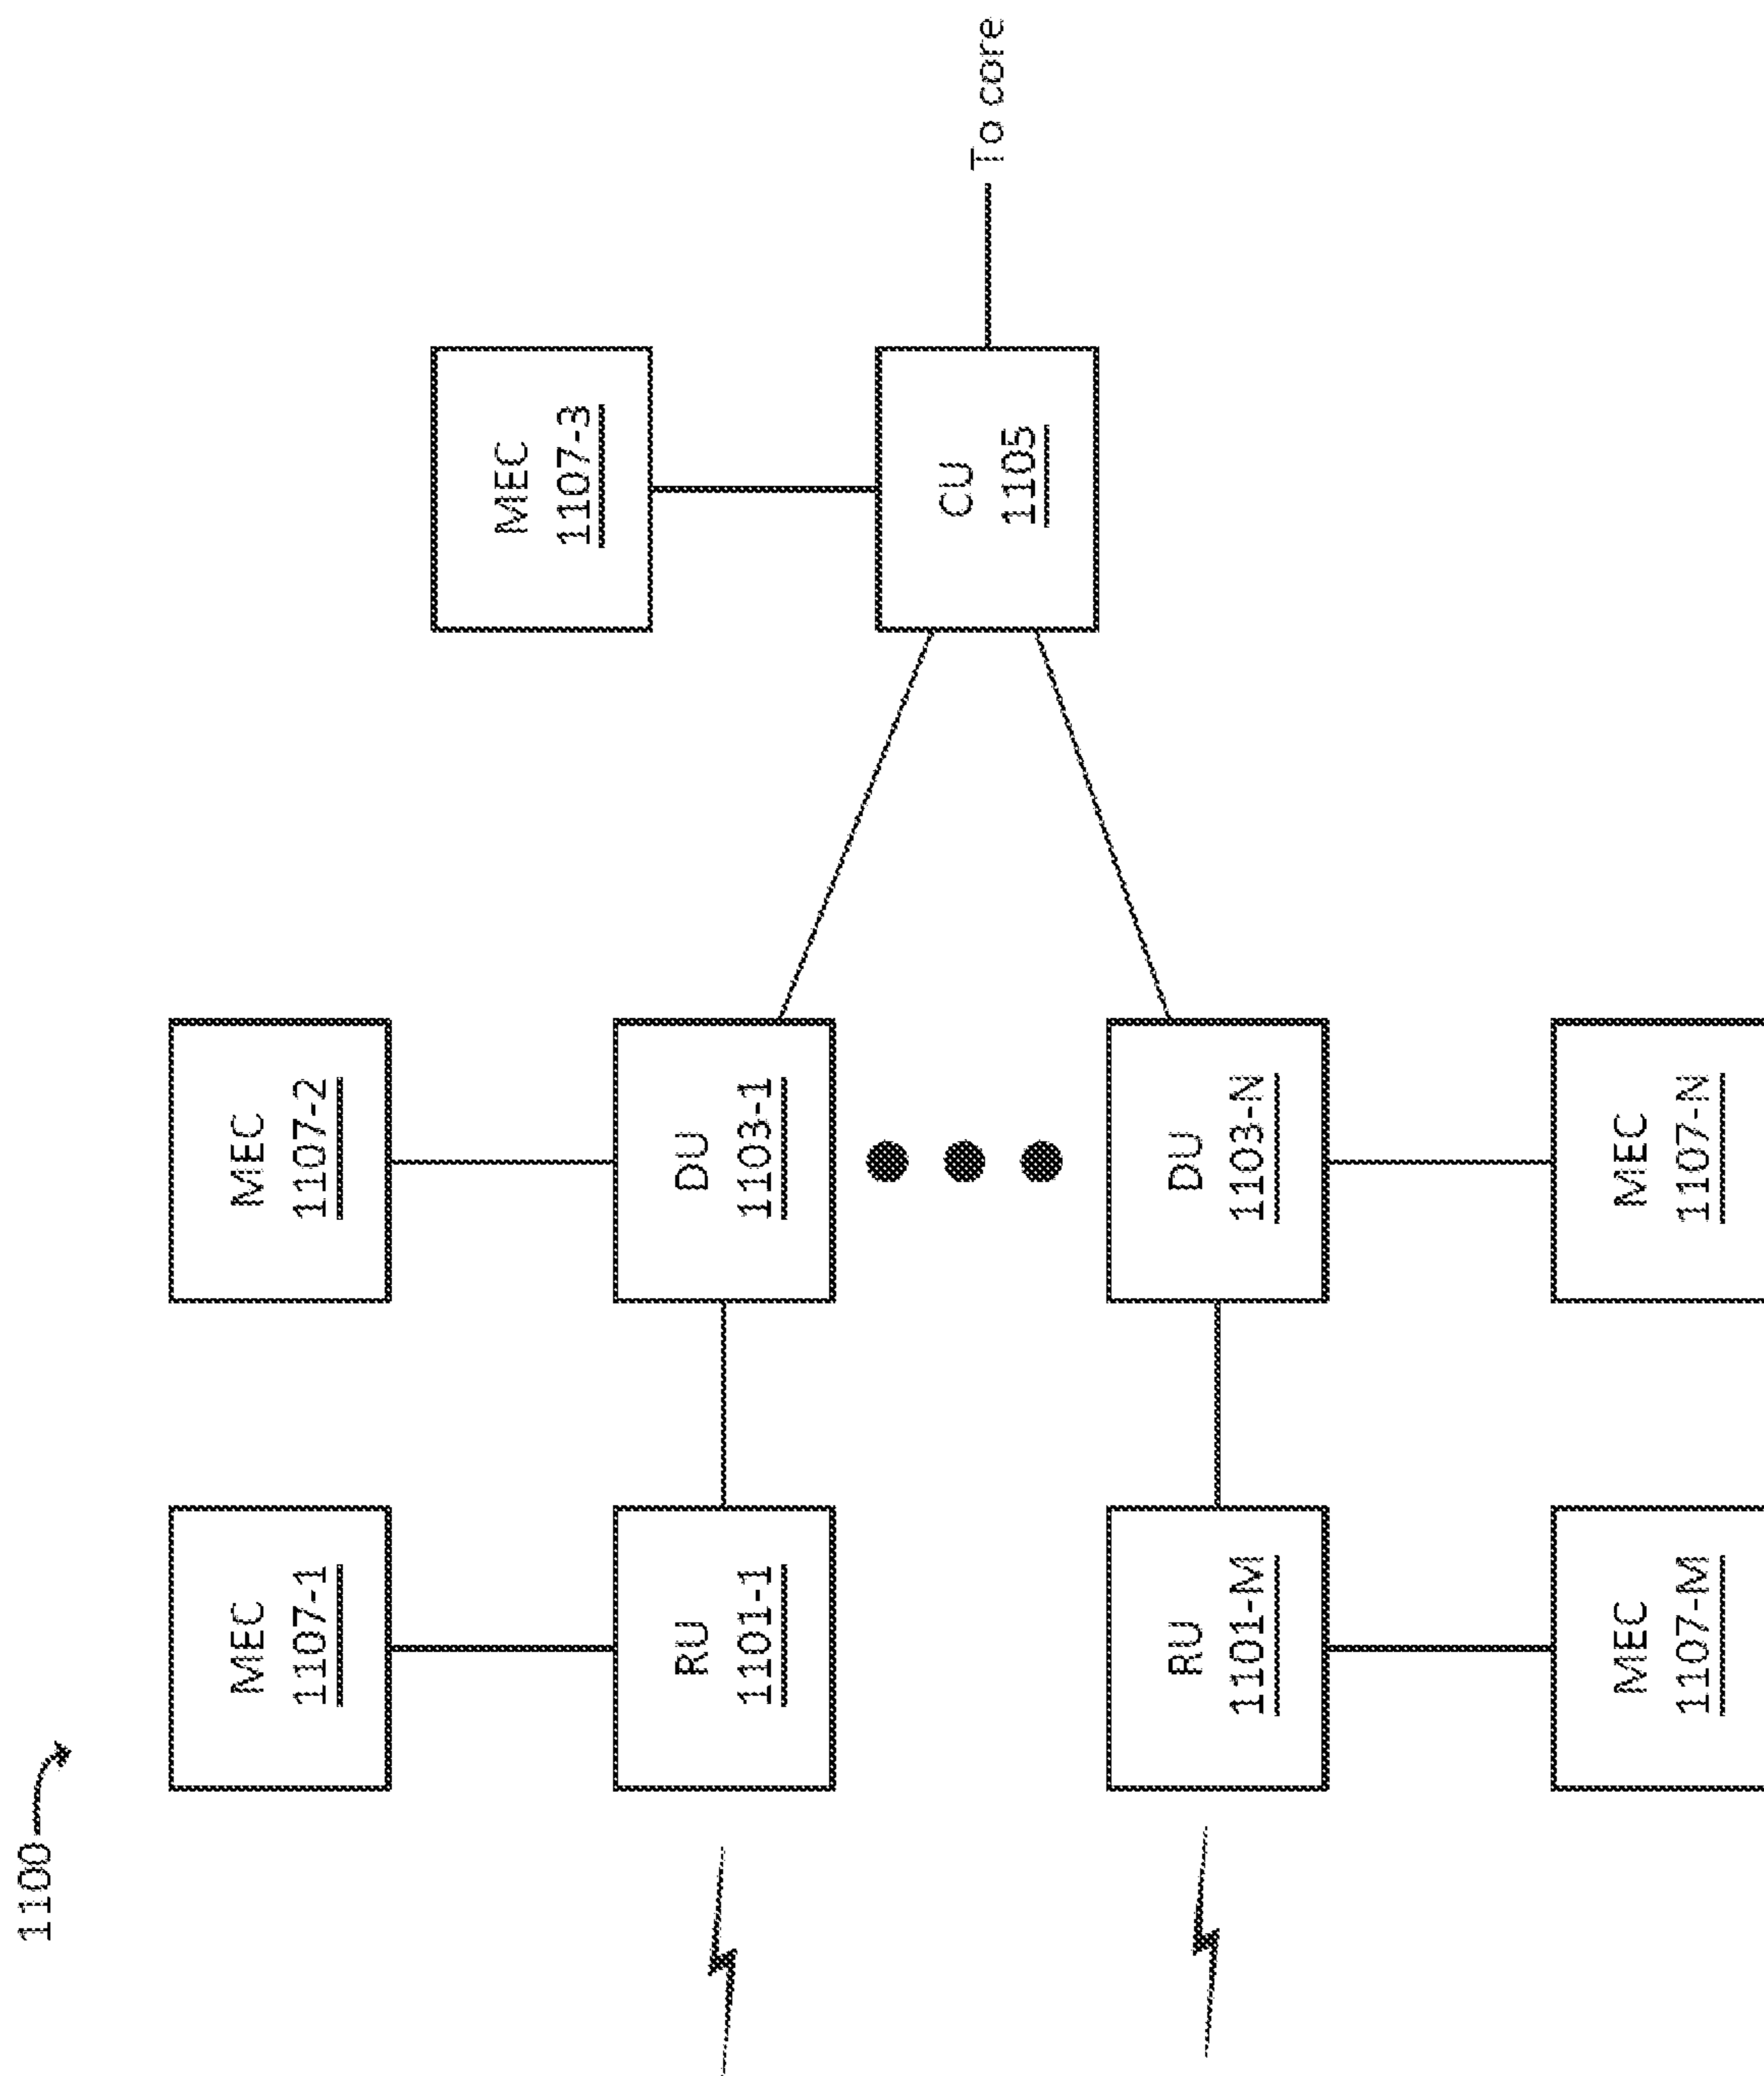 1100
MEC
1107-1
MEC
1107-2
MEC
1107-3
RU
1101-1
DU
1103-1
CU
1105
To core
RU
1101-M
DU
1103-N
MEC
1107-M
MEC
1107-N